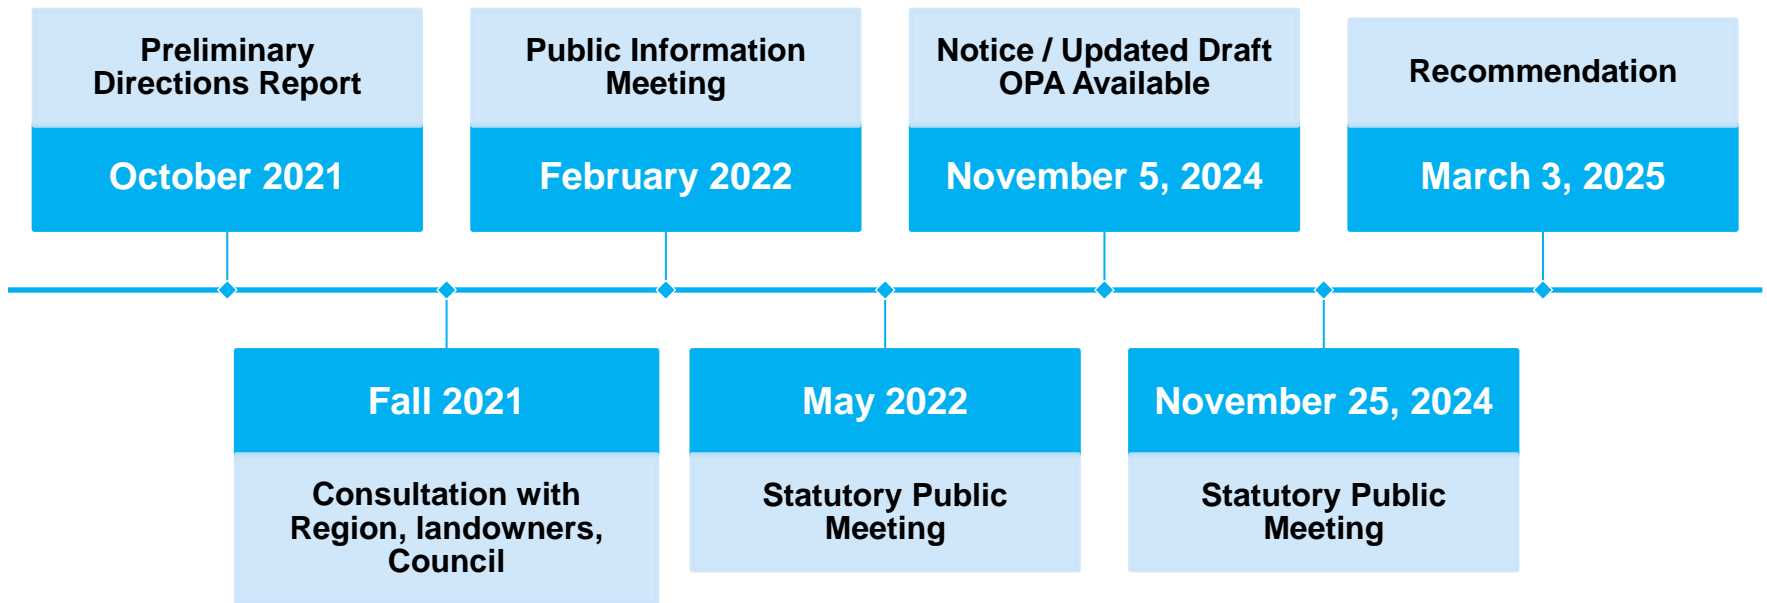 Preliminary
Directions Report
October 2021
Public Information
Meeting
February 2022
Notice / Updated Draft
OPA Available
November 5, 2024
Recommendation
March 3, 2025
Fall 2021
Consultation with
Region, landowners,
Council
May 2022
Statutory Public
Meeting
November 25, 2024
Statutory Public
Meeting